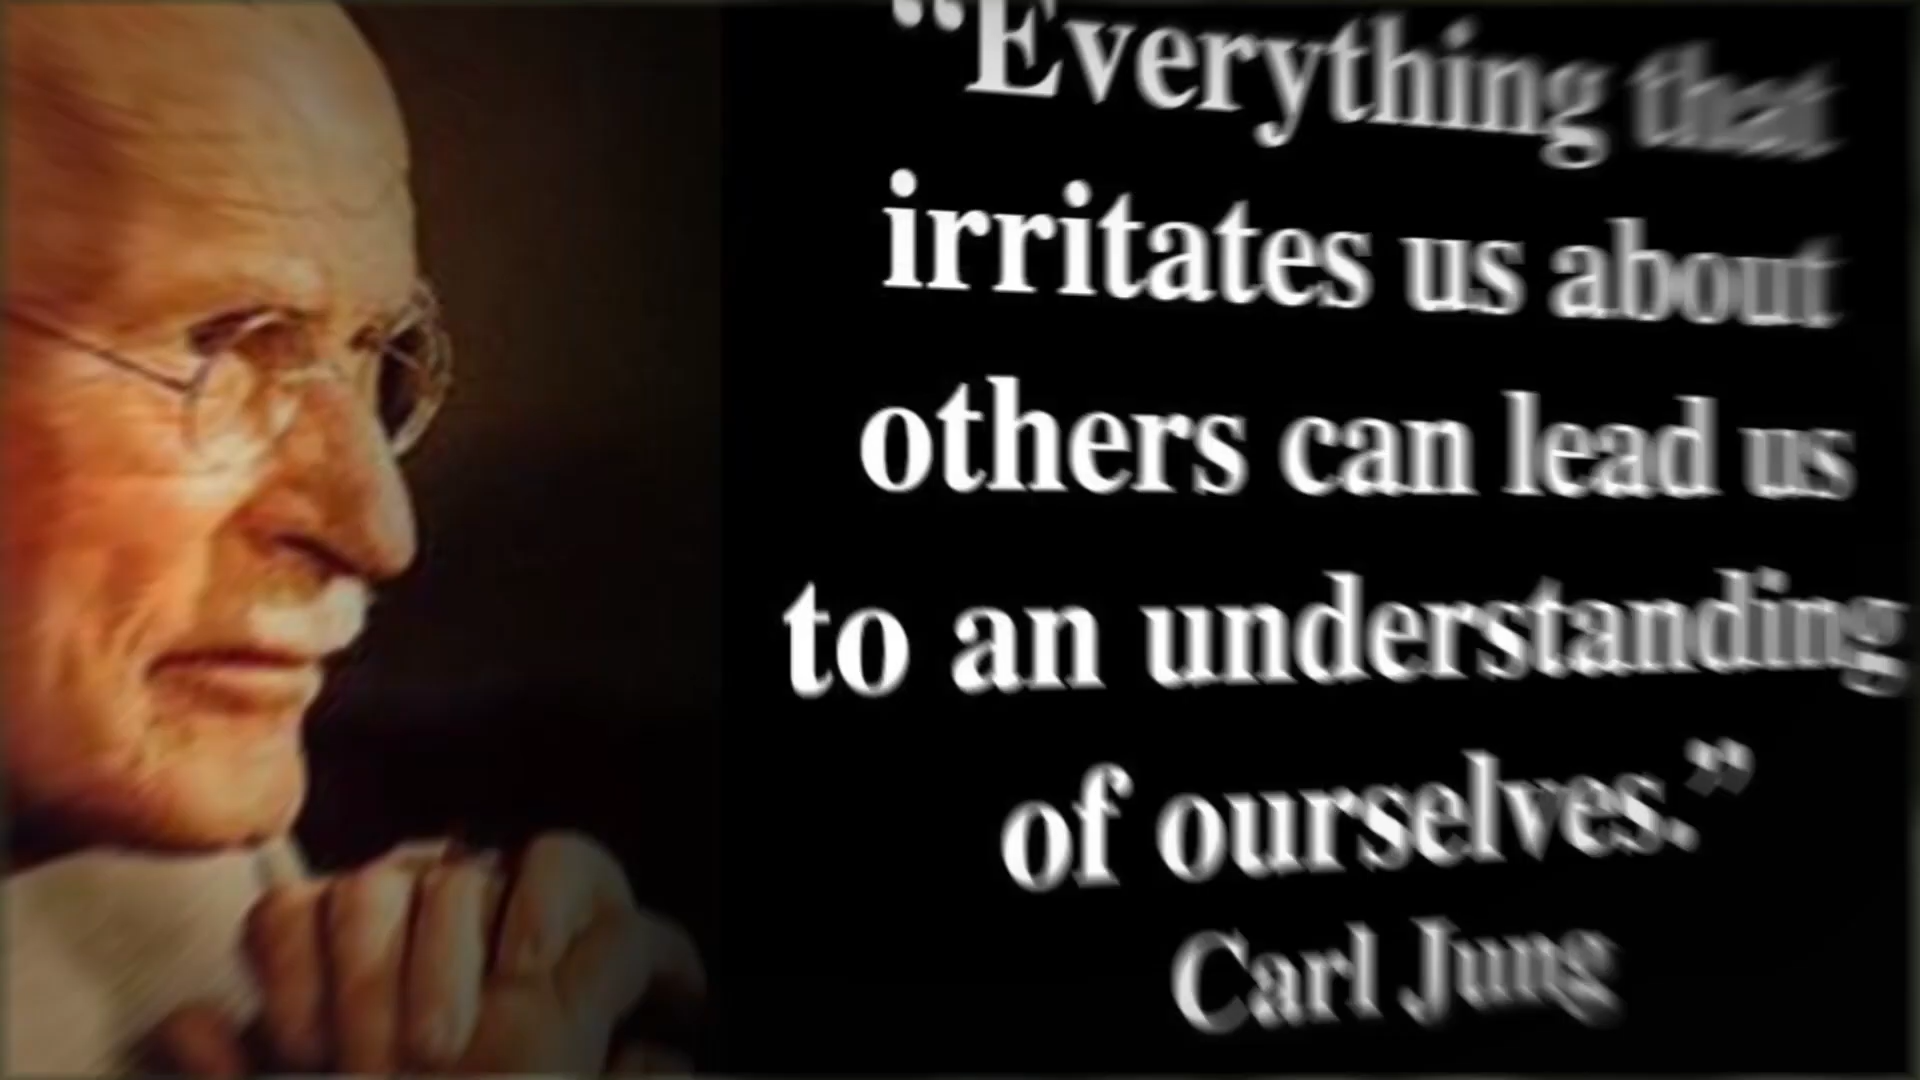 “Everything that
irritates us about
others can lead us
to an understanding
of ourselves.”
Carl Jung